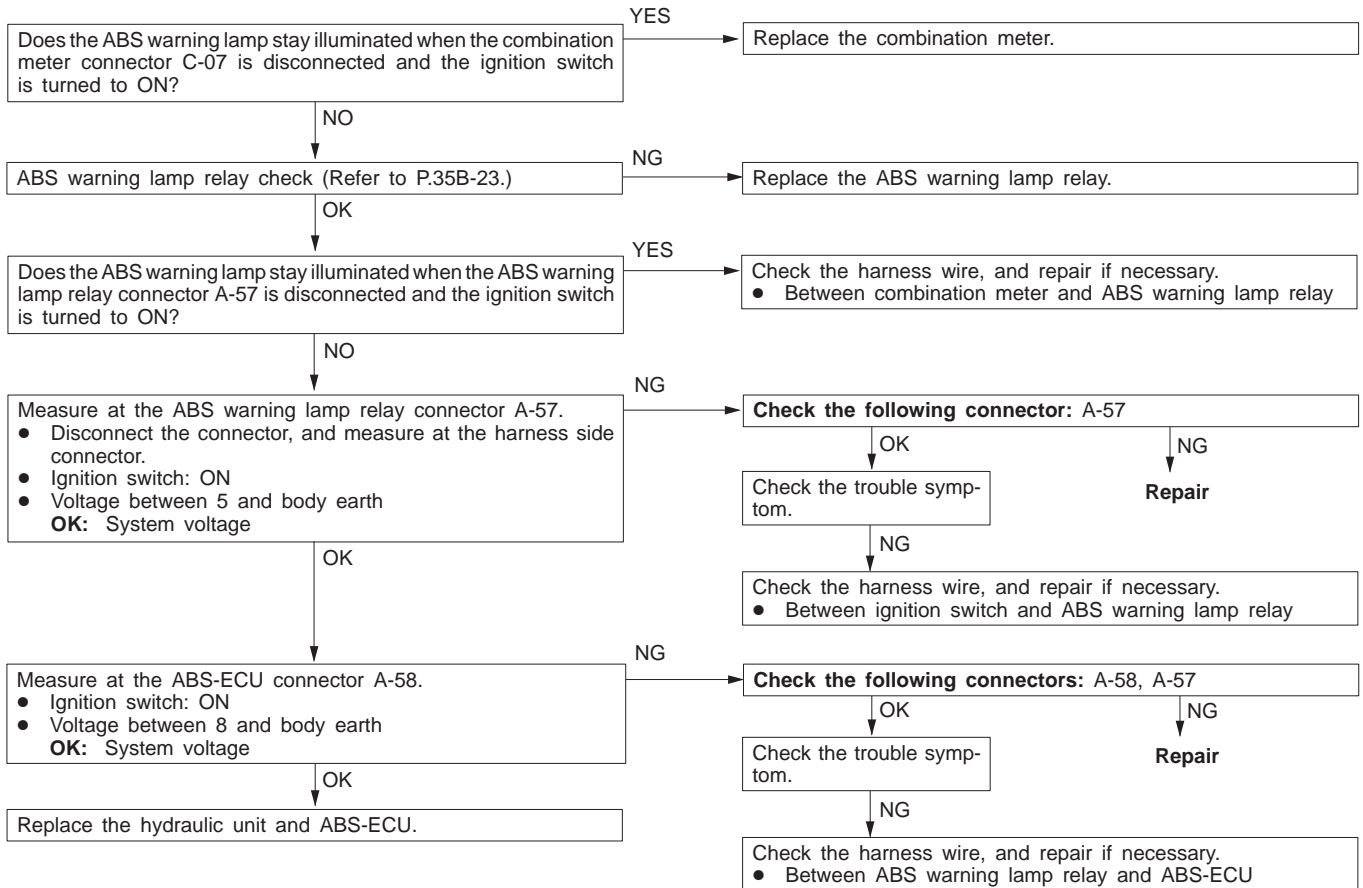 Does the ABS warning lamp stay illuminated when the combination
meter connector C-07 is disconnected and the ignition switch
is turned to ON?
YES
Replace the combination meter.
NO
ABS warning lamp relay check (Refer to P.35B-23.)
NG
Replace the ABS warning lamp relay.
OK
Does the ABS warning lamp stay illuminated when the ABS warning
lamp relay connector A-57 is disconnected and the ignition switch
is turned to ON?
YES
Check the harness wire, and repair if necessary.
● Between combination meter and ABS warning lamp relay
NO
Measure at the ABS warning lamp relay connector A-57.
● Disconnect the connector, and measure at the harness side
connector.
● Ignition switch: ON
● Voltage between 5 and body earth
OK: System voltage
NG
Check the following connector: A-57
OK
NG
Check the trouble symp-
tom.
Repair
NG
Check the harness wire, and repair if necessary.
● Between ignition switch and ABS warning lamp relay
OK
Measure at the ABS-ECU connector A-58.
● Ignition switch: ON
● Voltage between 8 and body earth
OK: System voltage
NG
Check the following connectors: A-58, A-57
OK
NG
Check the trouble symp-
tom.
Repair
NG
Check the harness wire, and repair if necessary.
● Between ABS warning lamp relay and ABS-ECU
OK
Replace the hydraulic unit and ABS-ECU.